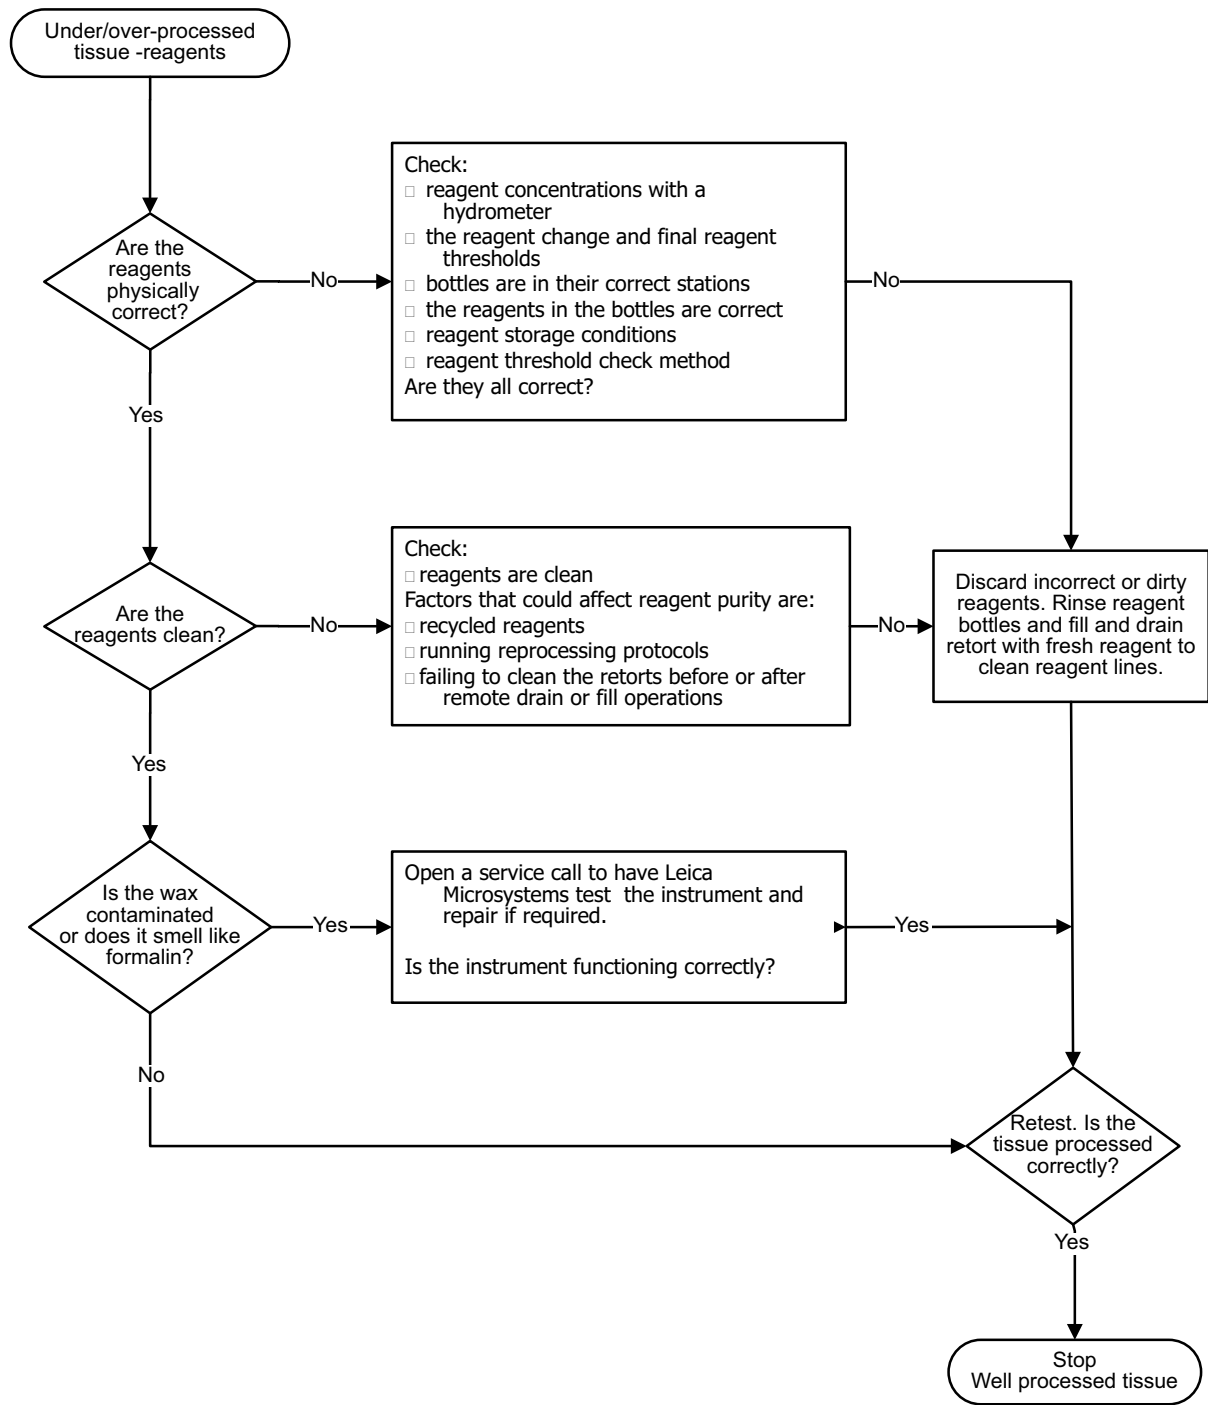 Under/over-processed
tissue -reagents
Are the
reagents
physically
correct?
No
Check:
□ reagent concentrations with a
hydrometer
□ the reagent change and final reagent
thresholds
□ bottles are in their correct stations
□ the reagents in the bottles are correct
□ reagent storage conditions
□ reagent threshold check method
Are they all correct?
No
Yes
Are the
reagents clean?
No
Check:
□ reagents are clean
Factors that could affect reagent purity are:
□ recycled reagents
□ running reprocessing protocols
□ failing to clean the retorts before or after
remote drain or fill operations
No
Discard incorrect or dirty
reagents. Rinse reagent
bottles and fill and drain
retort with fresh reagent to
clean reagent lines.
Yes
Is the wax
contaminated
or does it smell like
formalin?
Yes
Open a service call to have Leica
Microsystems test the instrument and
repair if required.
Is the instrument functioning correctly?
Yes
No
Retest. Is the
tissue processed
correctly?
Yes
Stop
Well processed tissue